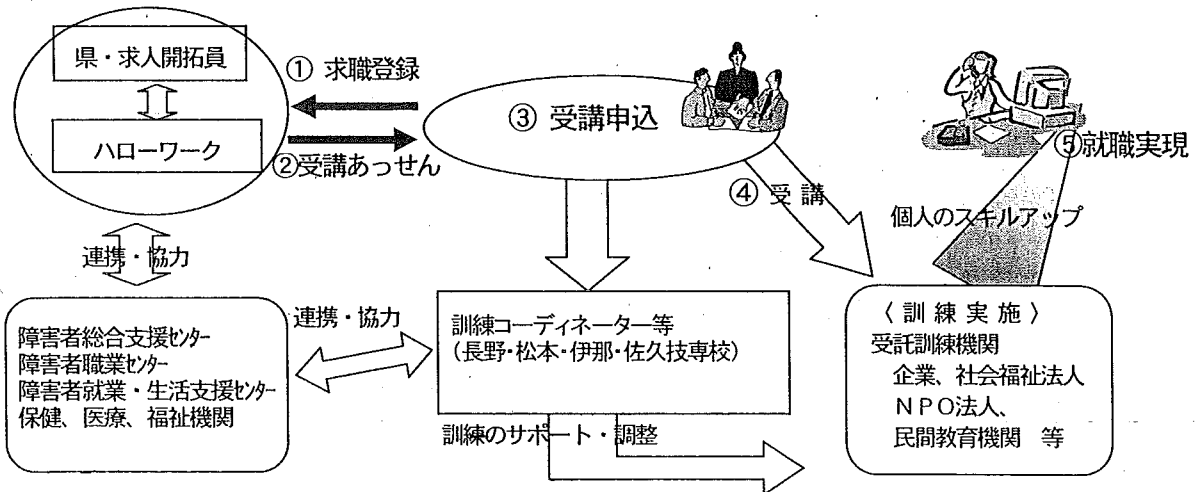 県・求人開拓員
ハローワーク
① 求職登録
②受講あっせん
③ 受講申込
④ 受 講
⑤就職実現
個人のスキルアップ
連携・協力
障害者総合支援ｾﾝﾀｰ
障害者職業ｾﾝﾀｰ
障害者就業・生活支援ｾﾝﾀｰ
保健、医療、福祉機関
連携・協力
訓練コーディネーター等
（長野・松本・伊那・佐久技専校）
訓練のサポート・調整
〈 訓 練 実 施 〉
受託訓練機関
企業、社会福祉法人
ＮＰＯ法人、
民間教育機関　等